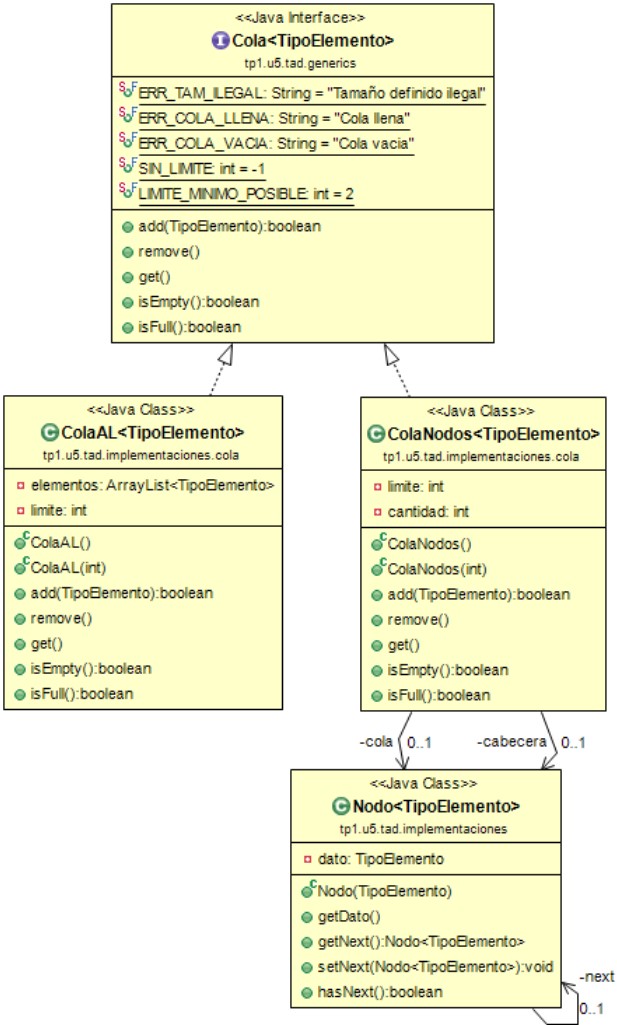 <<Java Interface>>
I Cola<TipoElemento>
tp1.u5.tad.generics
S F ERR_TAM_ILEGAL: String = "Tamaño definido ilegal"
S F ERR_COLA_LLENA: String = "Cola llena"
S F ERR_COLA_VACIA: String = "Cola vacia"
S F SIN_LIMITE: int = -1
S F LIMITE_MINIMO_POSIBLE: int = 2
add(TipoElemento):boolean
remove()
get()
isEmpty():boolean
isFull():boolean
<<Java Class>>
C ColaAL<TipoElemento>
tp1.u5.tad.implementaciones.cola
elementos: ArrayList<TipoElemento>
limite: int
C ColaAL()
C ColaAL(int)
add(TipoElemento):boolean
remove()
get()
isEmpty():boolean
isFull():boolean
<<Java Class>>
C ColaNodos<TipoElemento>
tp1.u5.tad.implementaciones.cola
limite: int
cantidad: int
C ColaNodos()
C ColaNodos(int)
add(TipoElemento):boolean
remove()
get()
isEmpty():boolean
isFull():boolean
-cola 0..1
-cabecera 0..1
<<Java Class>>
C Nodo<TipoElemento>
tp1.u5.tad.implementaciones
dato: TipoElemento
C Nodo(TipoElemento)
getDato()
getNext():Nodo<TipoElemento>
setNext(Nodo<TipoElemento>):void
hasNext():boolean
-next
0..1